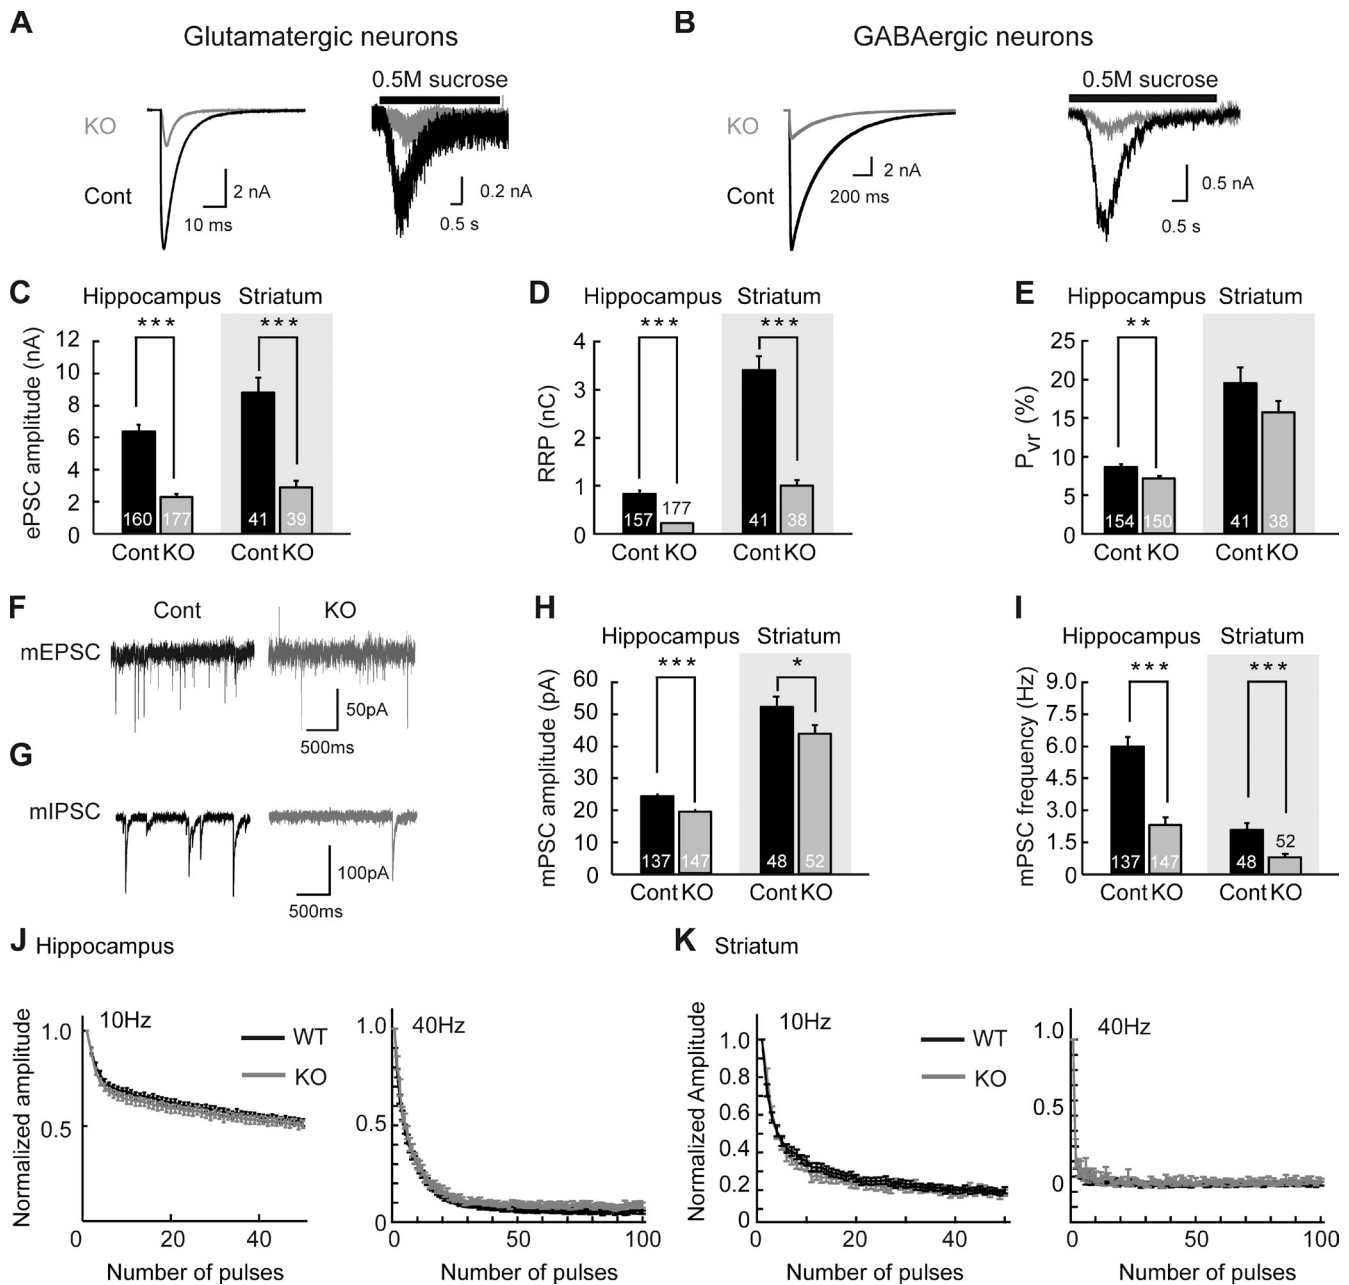 A
Glutamatergic neurons
0.5M sucrose
KO
Cont
2 nA
10 ms
0.2 nA
0.5 s
B
GABAergic neurons
0.5M sucrose
KO
Cont
2 nA
200 ms
0.5 nA
0.5 s
C
Hippocampus Striatum
*** ***
ePSC amplitude (nA)
12
10
8
6
4
2
0
160 177 41 39
Cont KO Cont KO
D
Hippocampus Striatum
*** ***
RRP (nC)
4
3
2
1
0
157 177 41 38
Cont KO Cont KO
E
Hippocampus Striatum
**
Pvr (%)
25
20
15
10
5
0
154 150 41 38
Cont KO Cont KO
F
Cont KO
mEPSC
50pA
500ms
G
mIPSC
100pA
500ms
H
Hippocampus Striatum
*** *
mPSC amplitude (pA)
60
50
40
30
20
10
0
137 147 48 52
Cont KO Cont KO
I
Hippocampus Striatum
*** ***
mPSC frequency (Hz)
9.0
7.5
6.0
4.5
3.0
1.5
0
137 147 48 52
Cont KO Cont KO
J Hippocampus
Normalized amplitude
10Hz
WT
KO
1.0
0.5
0 20 40
Number of pulses
40Hz
1.0
0.5
0
0 50 100
Number of pulses
K Striatum
Normalized Amplitude
10Hz
WT
KO
1.0
0.8
0.6
0.4
0.2
0
0 20 40
Number of pulses
40Hz
1.0
0.5
0
0 50 100
Number of pulses